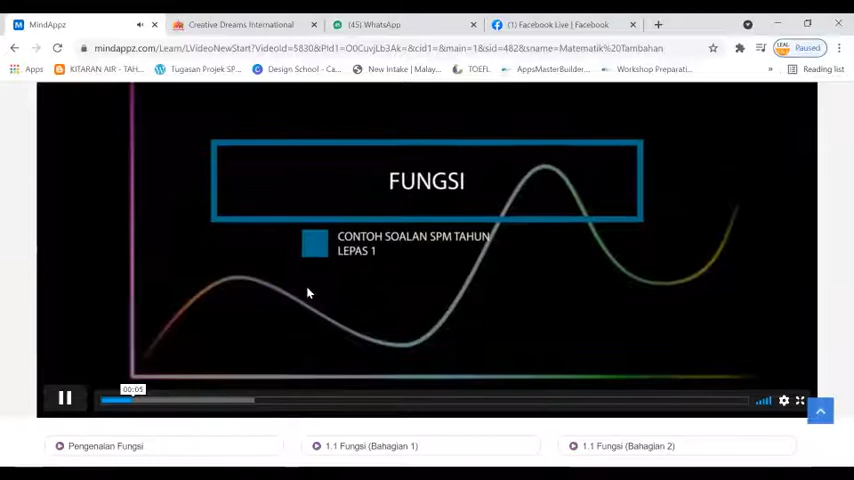 MindAppz
Creative Dreams International
(45) WhatsApp
(1) Facebook Live | Facebook
mindappz.com/Learn/LVideoNewStart?VideoId=5830&PId1=O0CuvjLb3Ak=&cid1=&main=1&sid=482&sname=Matematik%20Tambahan
Paused
Apps
KITARAN AIR - TAH...
Tugasan Projek SP...
Design School - Ca...
New Intake | Malay...
TOEFL
AppsMasterBuilder...
Workshop Preparati...
»
Reading list
FUNGSI
CONTOH SOALAN SPM TAHUN
LEPAS 1
00:05
Pengenalan Fungsi
1.1 Fungsi (Bahagian 1)
1.1 Fungsi (Bahagian 2)